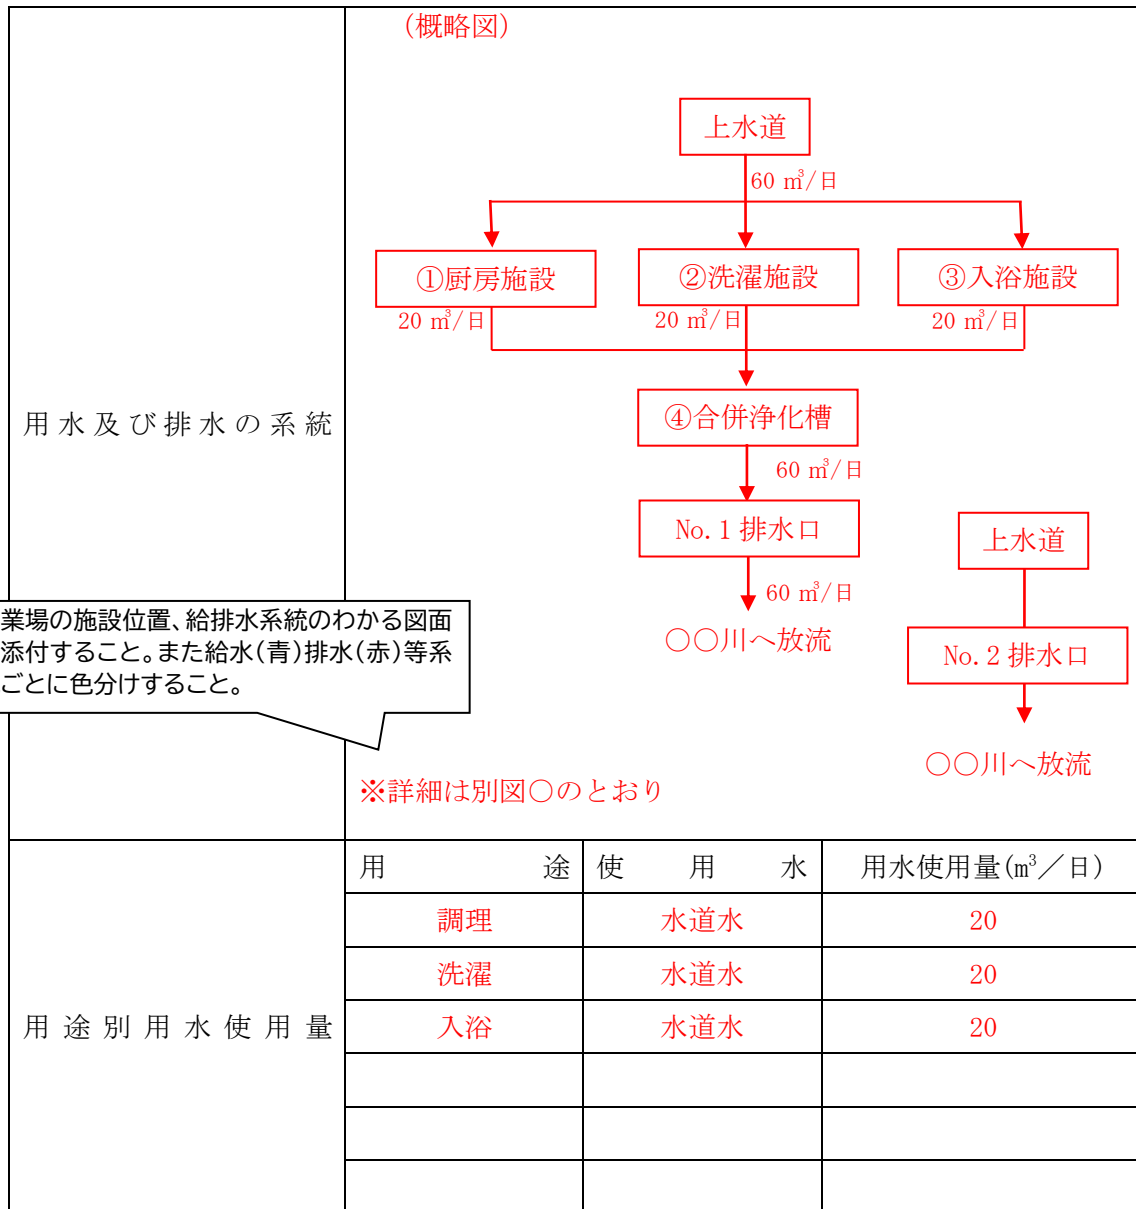 (概略図)
上水道
60 ㎥/日
①厨房施設
②洗濯施設
③入浴施設
20 ㎥/日
20 ㎥/日
20 ㎥/日
④合併浄化槽
60 ㎥/日
No.1排水口
60 ㎥/日
○○川へ放流
上水道
No.2排水口
○○川へ放流
用水及び排水の系統
業場の施設位置、給排水系統のわかる図面
添付すること。また給水(青)排水(赤)等系
ごとに色分けすること。
※詳細は別図○のとおり
用途 使用水 用水使用量(m³/日)
調理 水道水 20
洗濯 水道水 20
入浴 水道水 20
用途別用水使用量